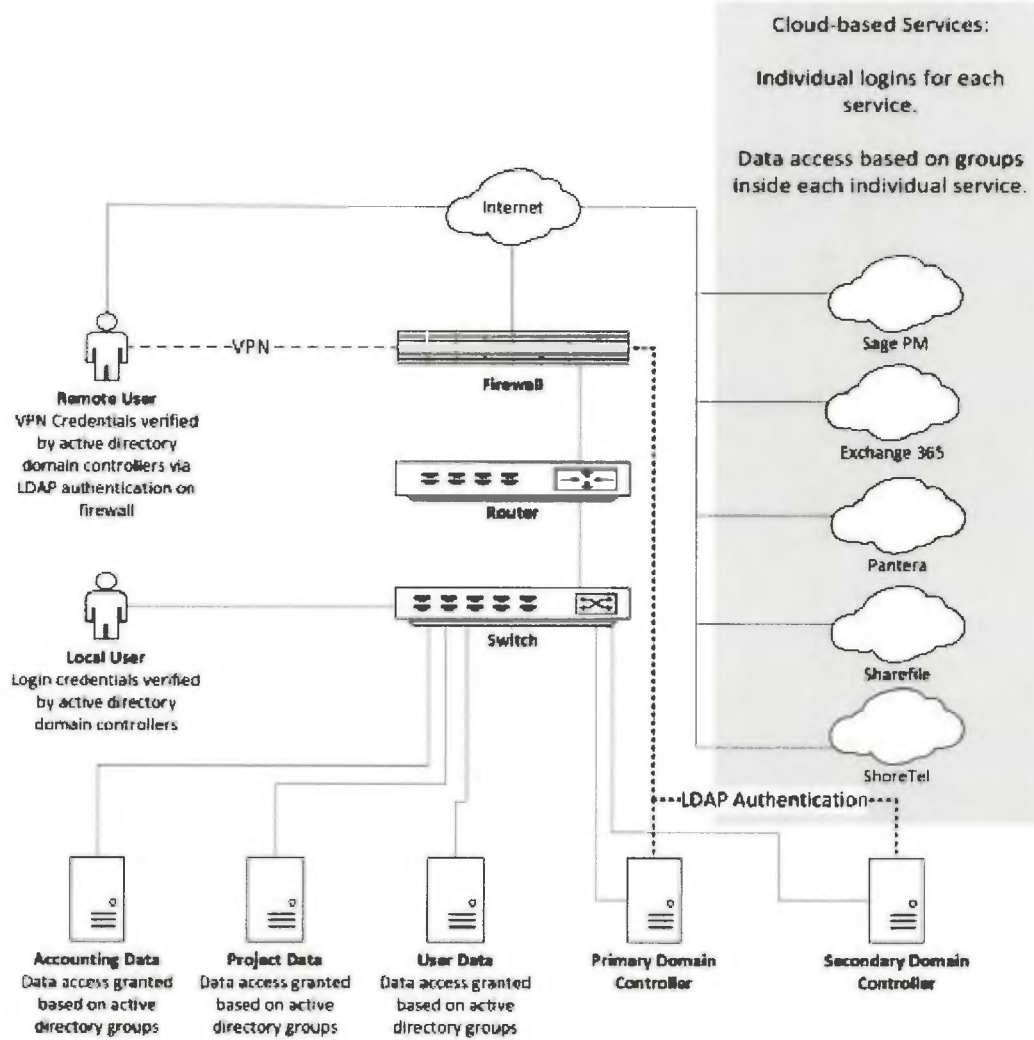 Cloud-based Services:
Individual logins for each
service.
Data access based on groups
inside each individual service.
Internet
Sage PM
VPN
Firewall
Remote User
VPN Credentials verified
by active directory
domain controllers via
LDAP authentication on
firewall
Exchange 365
Router
Pantera
Switch
Local User
Login credentials verified
by active directory
domain controllers
Sharefile
ShoreTel
LDAP Authentication
Accounting Data
Data access granted
based on active
directory groups
Project Data
Data access granted
based on active
directory groups
User Data
Data access granted
based on active
directory groups
Primary Domain
Controller
Secondary Domain
Controller